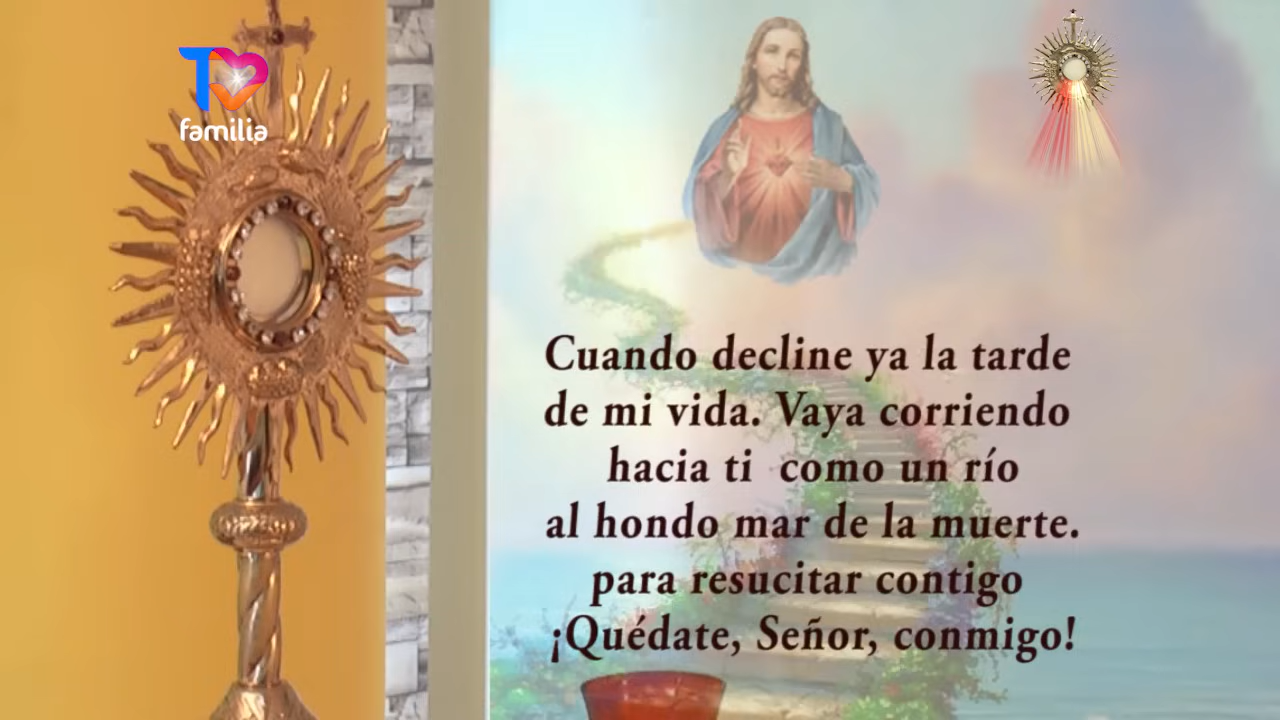 TV
familia
Cuando decline ya la tarde
de mi vida. Vaya corriendo
hacia ti como un río
al hondo mar de la muerte.
para resucitar contigo
¡Quédate, Señor, conmigo!